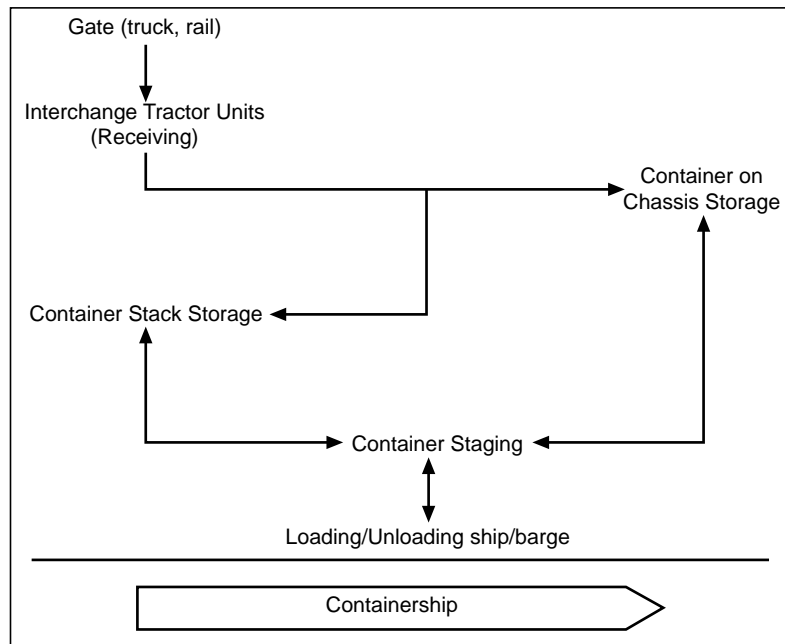 Gate (truck, rail)
Interchange Tractor Units
(Receiving)
Container on
Chassis Storage
Container Stack Storage
Container Staging
Loading/Unloading ship/barge
Containership